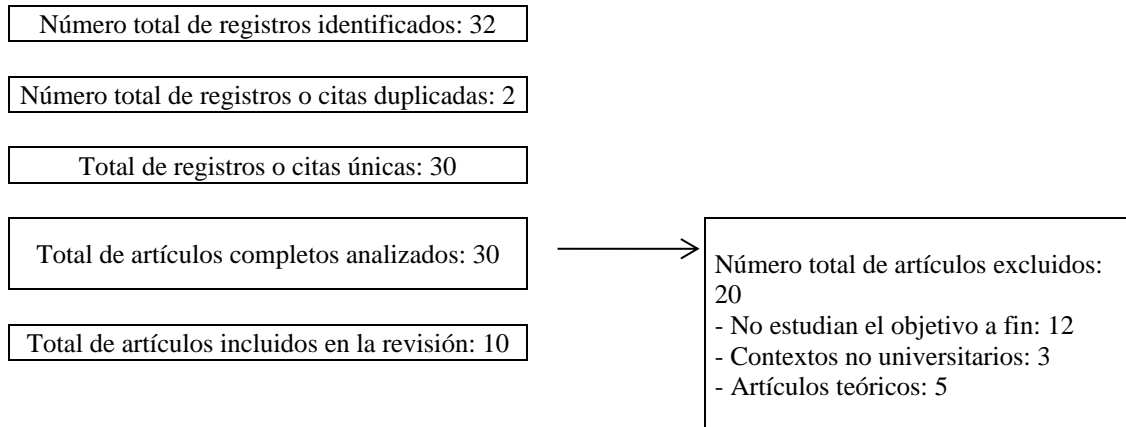 Número total de registros identificados: 32
Número total de registros o citas duplicadas: 2
Total de registros o citas únicas: 30
Total de artículos completos analizados: 30
Número total de artículos excluidos:
20
- No estudian el objetivo a fin: 12
- Contextos no universitarios: 3
- Artículos teóricos: 5
Total de artículos incluidos en la revisión: 10